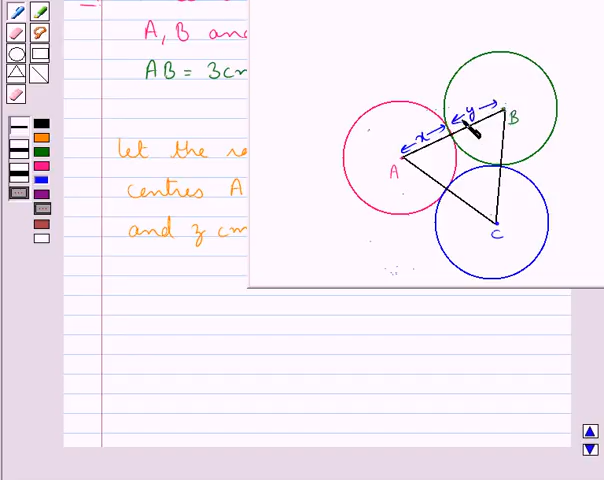 A, B and
AB = 3cm
let the
centres A
and z cm
x
y
A
B
C